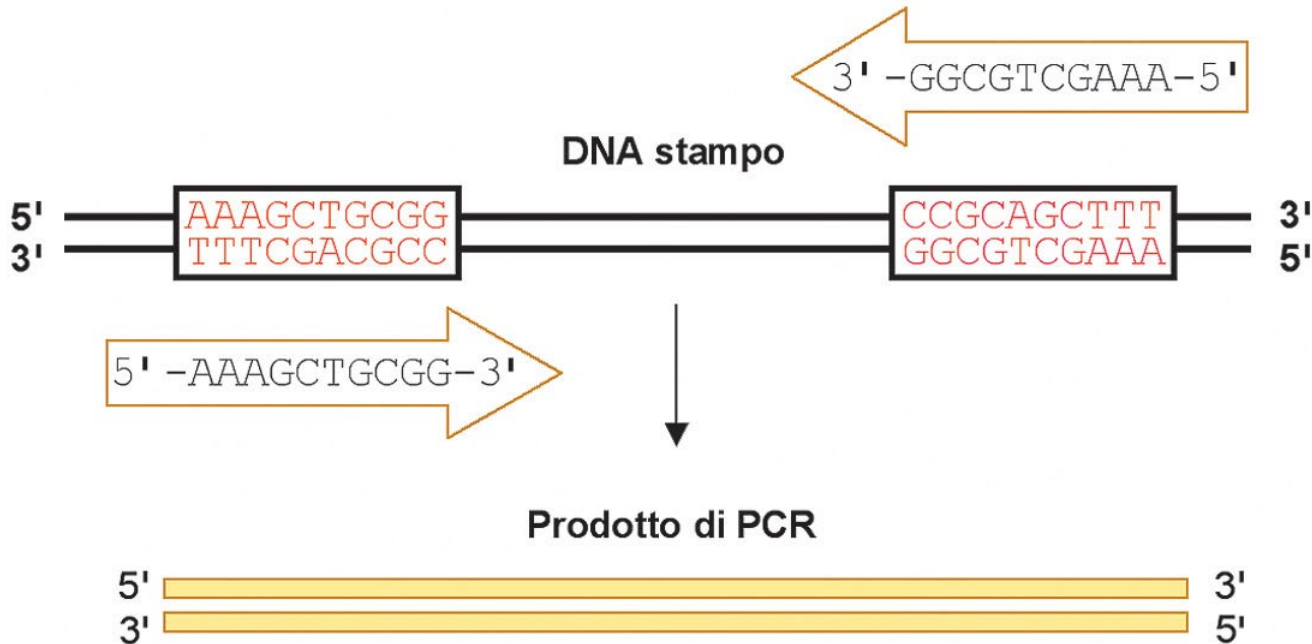 3'-GGCGTCGAAA-5'
DNA stampo
5' AAAGCTGCGG CCGCAGCTTT 3'
3' TTTCGACGCC GGCGTCGAAA 5'
5'-AAAGCTGCGG-3'
Prodotto di PCR
5' 3'
3' 5'